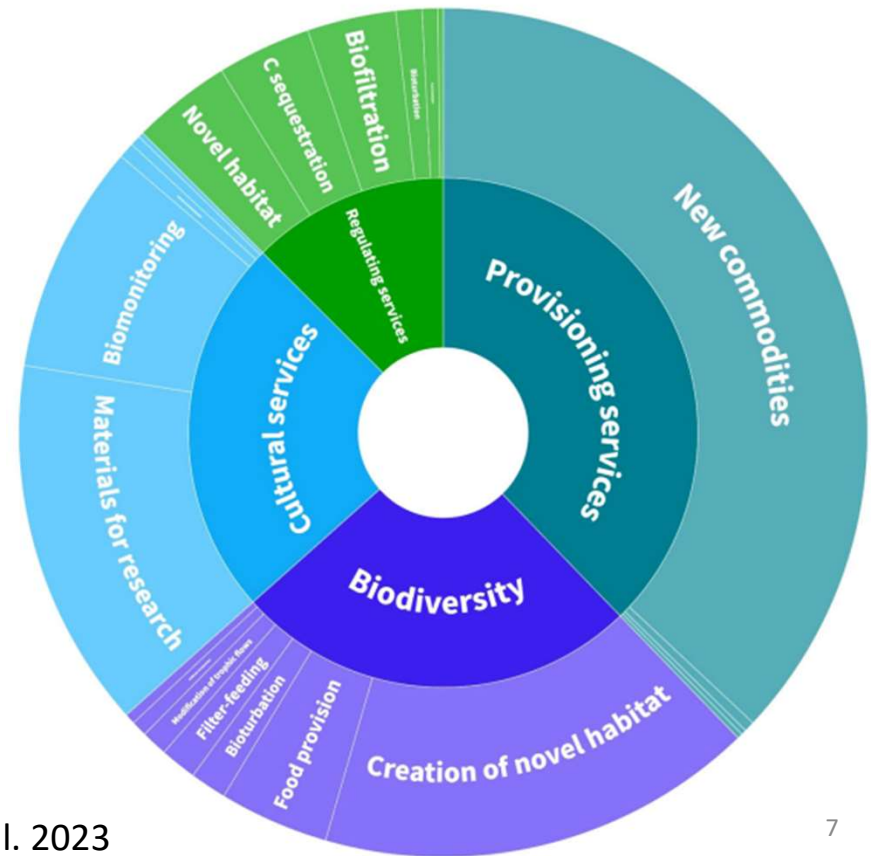 Provisioning services
New commodities
Biodiversity
Creation of novel habitat
Food provision
Bioturbation
Filter-feeding
Modification of trophic flows
Cultural services
Materials for research
Biomonitoring
Regulating services
Novel habitat
C sequestration
Biofiltration
Bioturbation
l. 2023
7